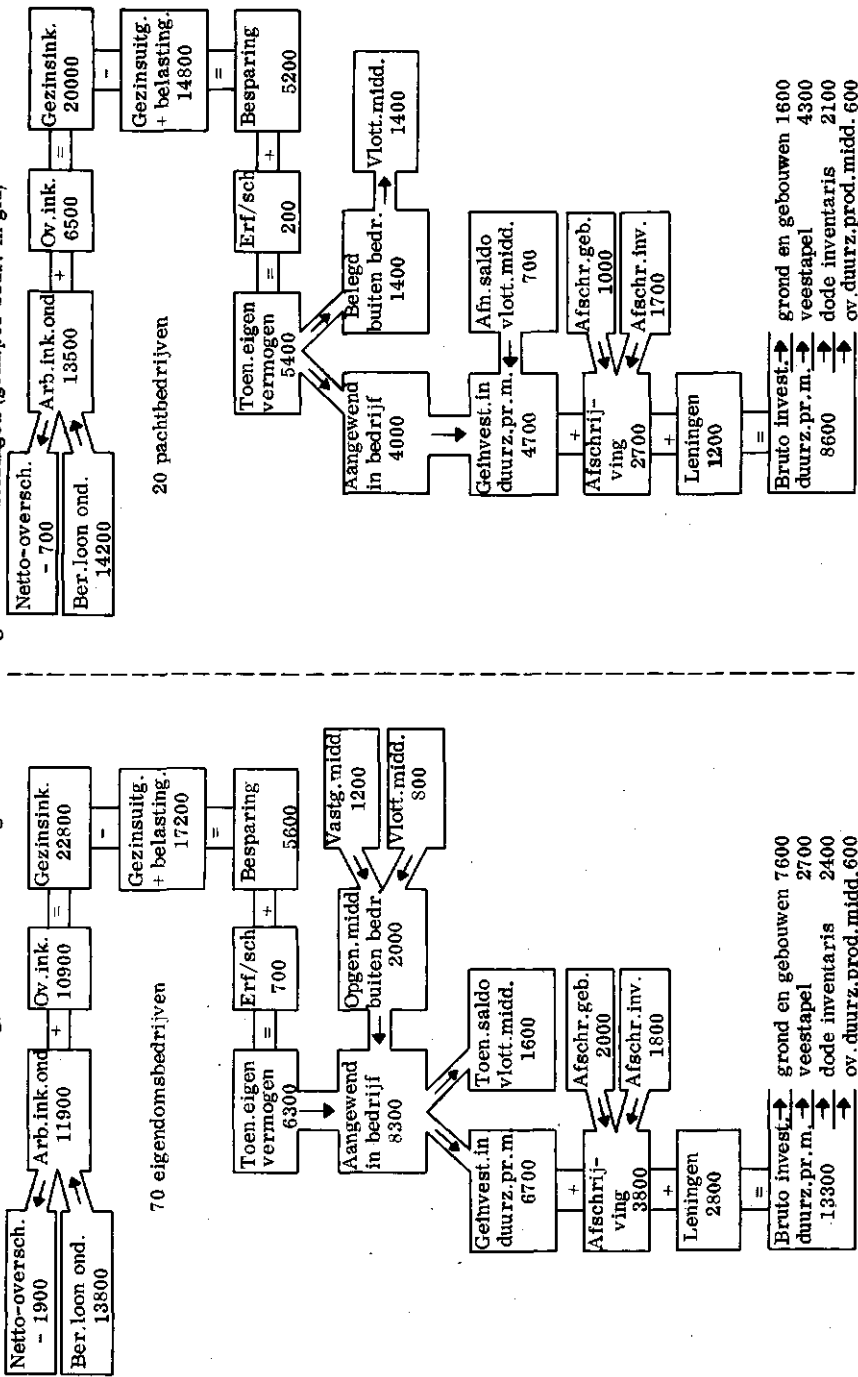 Netto-oversch.
- 1900
Ber.loon ond.
13800
Arb.ink.ond
11900
+
Ov.ink.
10900
=
Gezinsink.
22800
-
Gezinsuitg.
+ belasting.
17200
=
Besparing
5600
+
Erf/sch
700
=
Toen.eigen
vermogen
6300
70 eigendomsbedrijven
Aangewend
in bedrijf
8300
Opgen.midd
buiten bedr
2000
Vastg.midd.
1200
Vlott.midd.
800
Geïnvest.in
duurz.pr.m.
6700
Toen.saldo
vlott.midd.
1600
+
Afschrij-
ving
3800
Afschr.geb.
2000
Afschr.inv.
1800
+
Leningen
2800
=
Bruto invest.
duurz.pr.m.
13300
grond en gebouwen 7600
veestapel 2700
dode inventaris 2400
ov.duurz.prod.midd. 600
Netto-oversch.
- 700
Ber.loon ond.
14200
Arb.ink.ond
13500
+
Ov.ink.
6500
=
Gezinsink.
20000
-
Gezinsuitg.
+ belasting.
14800
=
Besparing
5200
+
Erf/sch
200
=
Toen.eigen
vermogen
5400
20 pachtbedrijven
Aangewend
in bedrijf
4000
Belegd
buiten bedr.
1400
Vlott.midd.
1400
Geïnvest.in
duurz.pr.m.
4700
Afn.saldo
vlott.midd.
700
+
Afschrij-
ving
2700
Afschr.geb.
1000
Afschr.inv.
1700
+
Leningen
1200
=
Bruto invest.
duurz.pr.m.
8600
grond en gebouwen 1600
veestapel 4300
dode inventaris 2100
ov.duurz.prod.midd. 600